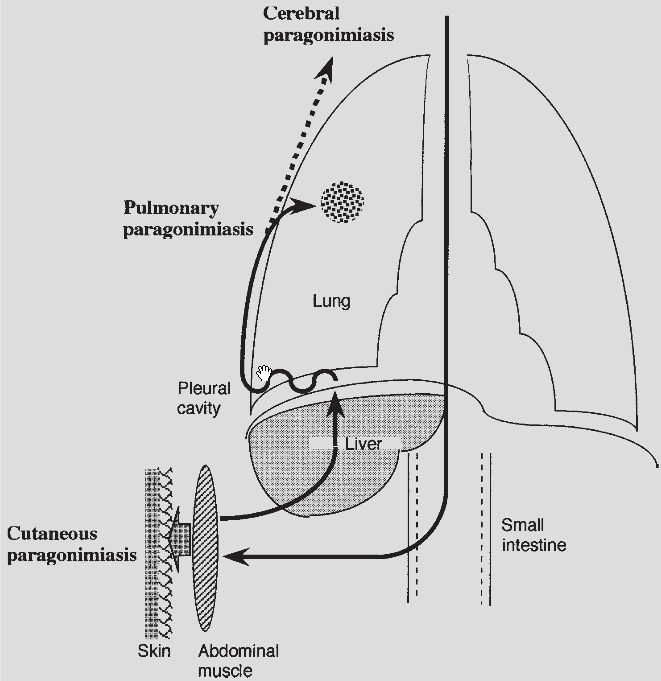 Cerebral
paragonimiasis
Pulmonary
paragonimiasis
Lung
Pleural
cavity
Liver
Cutaneous
paragonimiasis
Small
intestine
Skin
Abdominal
muscle